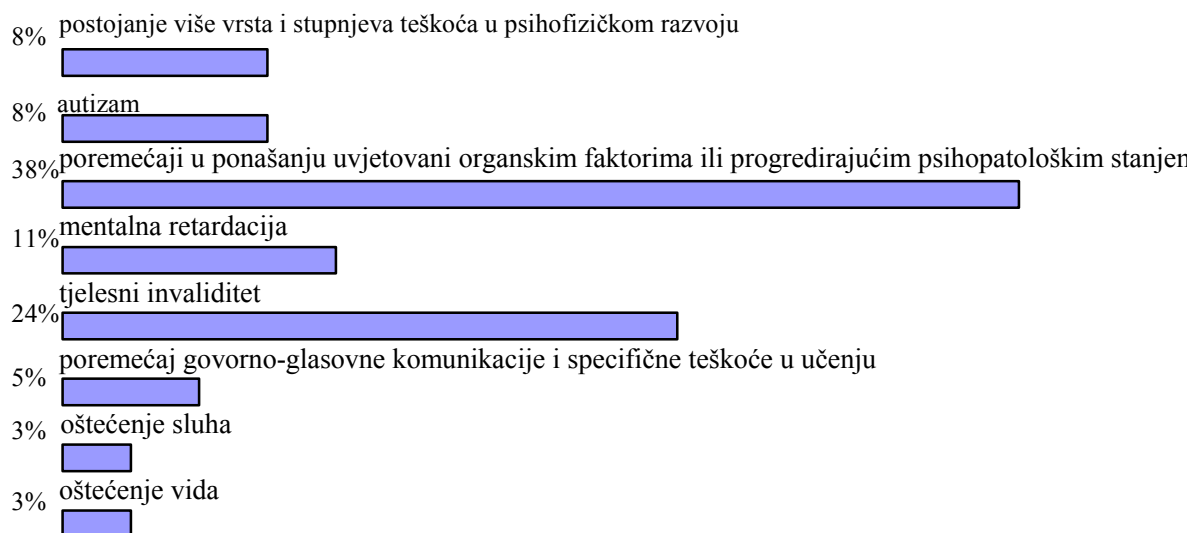 8% postojanje više vrsta i stupnjeva teškoća u psihofizičkom razvoju
8% autizam
38% poremećaji u ponašanju uvjetovani organskim faktorima ili progredirajućim psihopatološkim stanjem
11% mentalna retardacija
24% tjelesni invaliditet
5% poremećaj govorno-glasovne komunikacije i specifične teškoće u učenju
3% oštećenje sluha
3% oštećenje vida